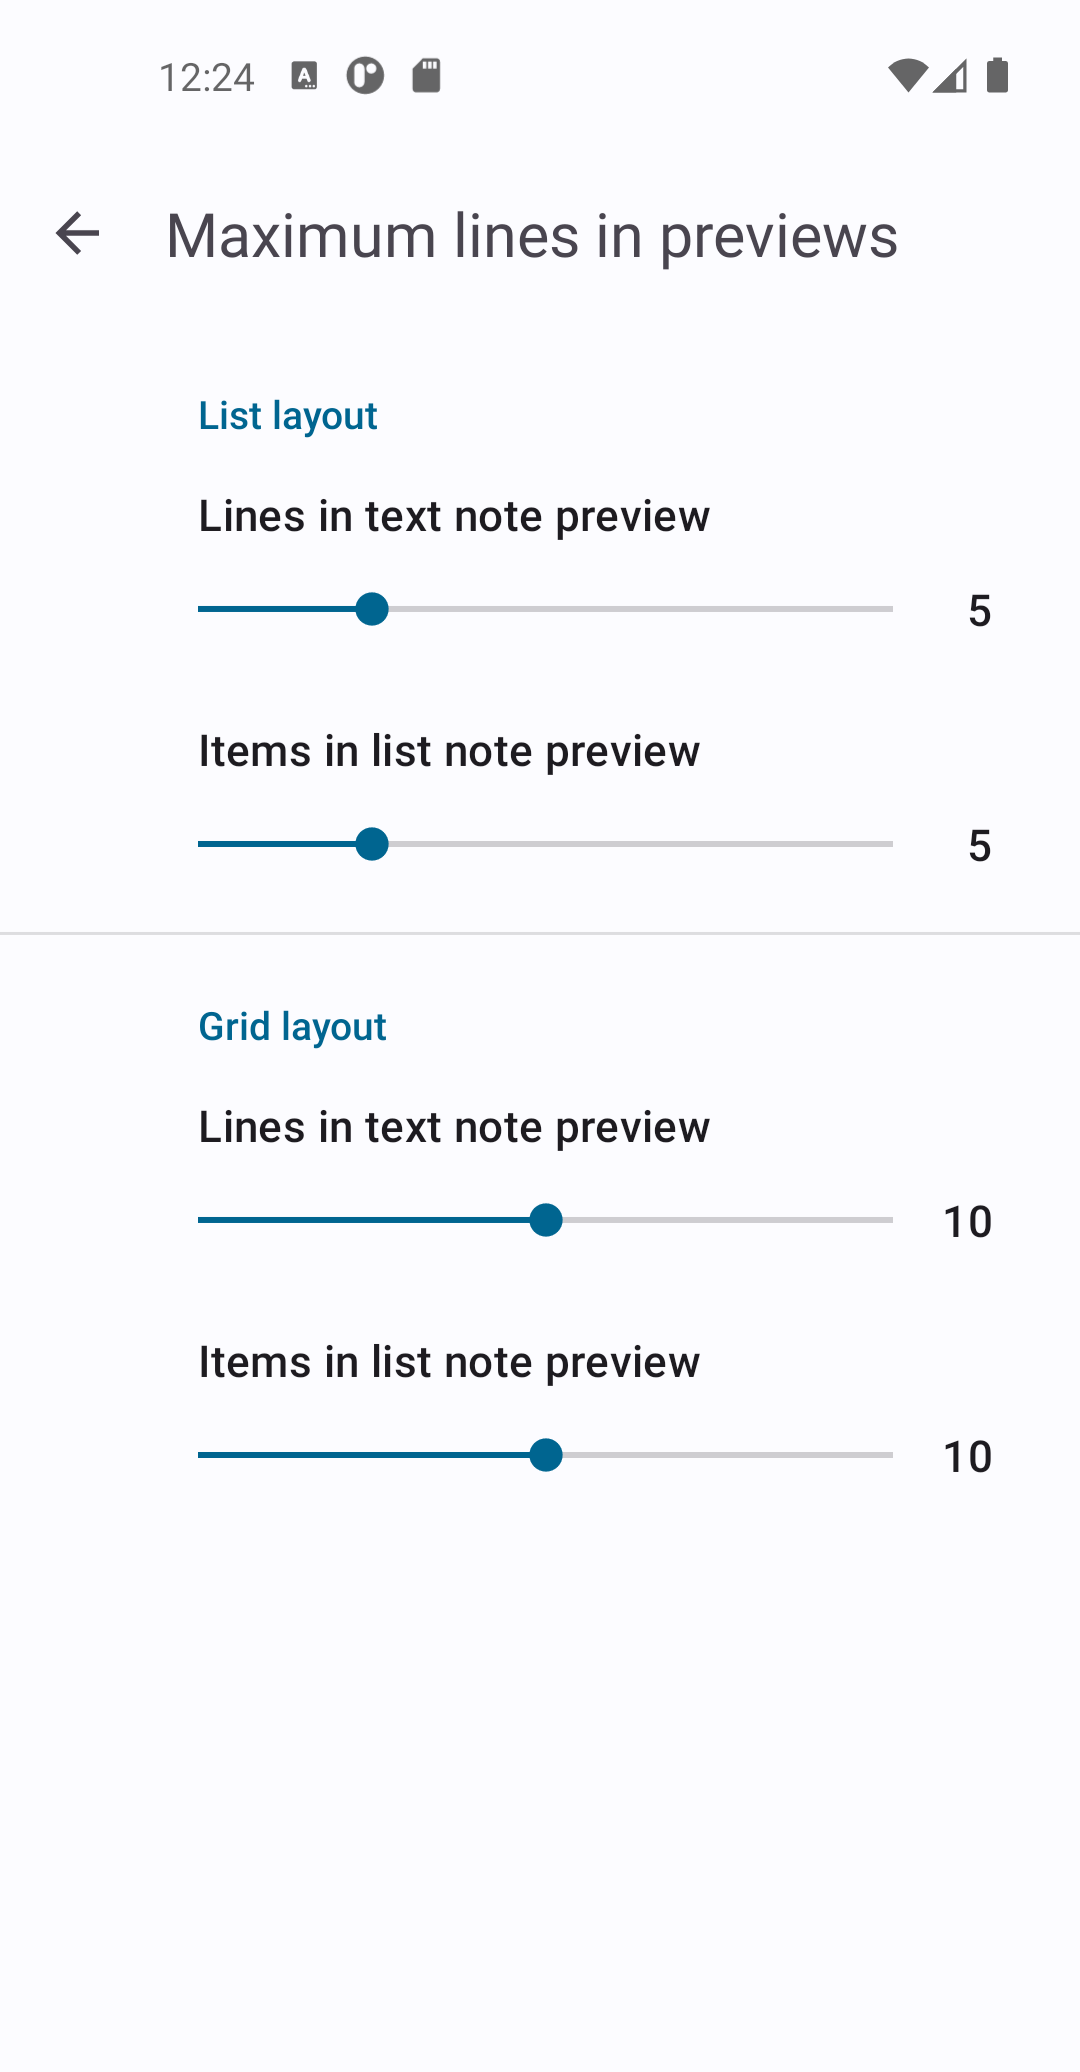 12:24
Maximum lines in previews
List layout
Lines in text note preview
5
Items in list note preview
5
Grid layout
Lines in text note preview
10
Items in list note preview
10